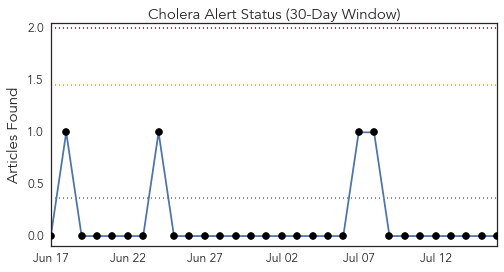 Cholera Alert Status (30-Day Window)
Articles Found
2.0
1.5
1.0
0.5
0.0
Jun 17 Jun 22 Jun 27 Jul 02 Jul 07 Jul 12